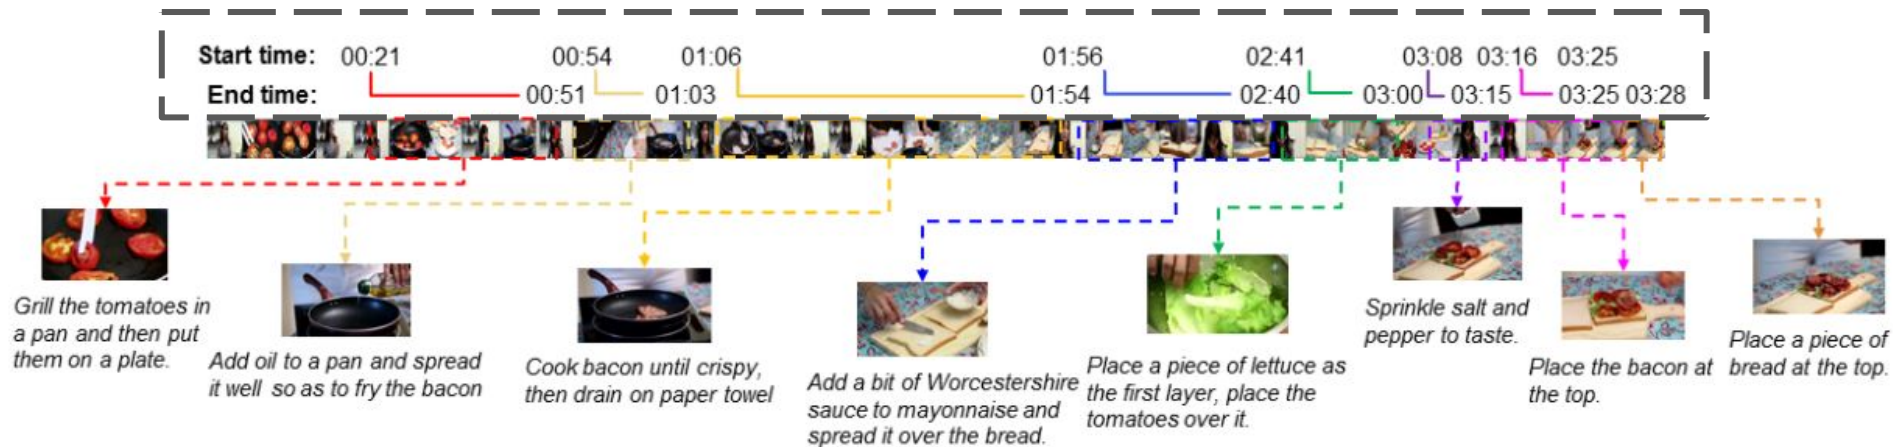 Start time: 00:21 00:54 01:06 01:56 02:41 03:08 03:16 03:25
End time: 00:51 01:03 01:54 02:40 03:00 03:15 03:25 03:28
Grill the tomatoes in
a pan and then put
them on a plate.
Add oil to a pan and spread
it well so as to fry the bacon
Cook bacon until crispy,
then drain on paper towel
Add a bit of Worcestershire
sauce to mayonnaise and
spread it over the bread.
Place a piece of lettuce as
the first layer, place the
tomatoes over it.
Sprinkle salt and
pepper to taste.
Place the bacon at
the top.
Place a piece of
bread at the top.